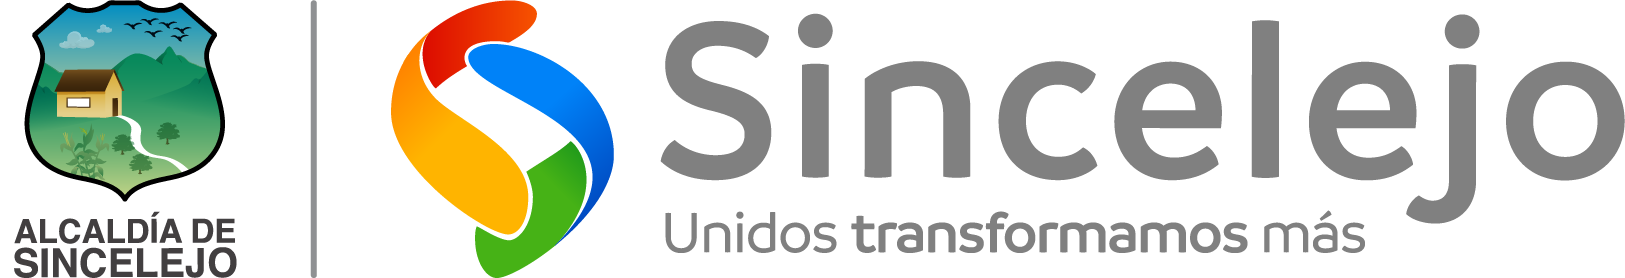 ALCALDÍA DE
SINCELEJO
Sincelejo
Unidos transformamos más